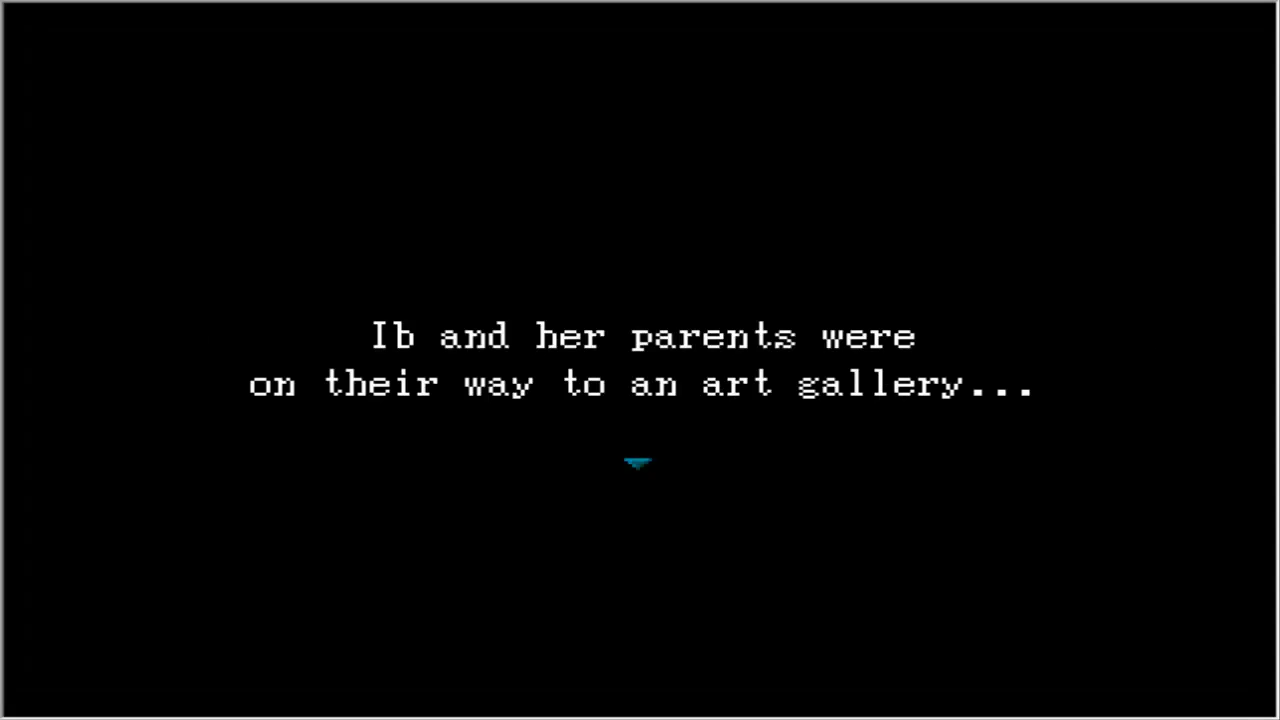 Ib and her parents were
on their way to an art gallery...